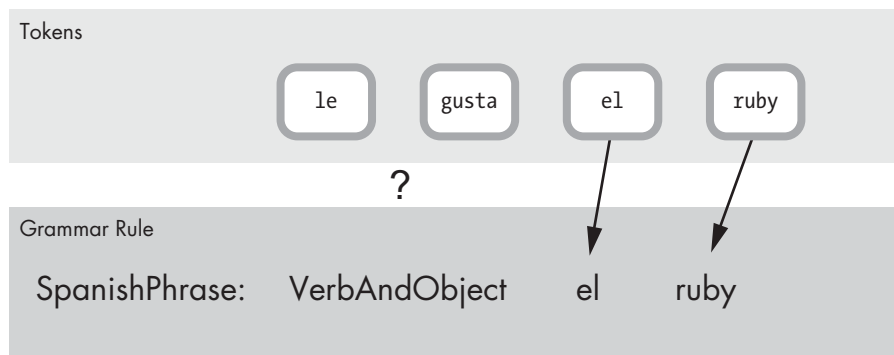 Tokens
le gusta el ruby
?
Grammar Rule
SpanishPhrase: VerbAndObject el ruby